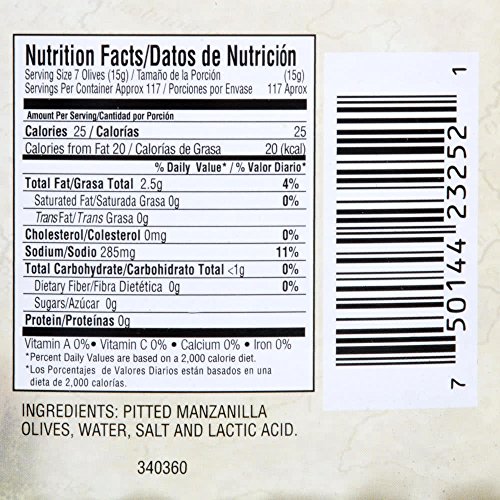 Nutrition Facts/Datos de Nutrición
Serving Size 7 Olives (15g) / Tamaño de la Porción (15g)
Servings Per Container Approx 117 / Porciones por Envase 117 Aprox
Amount Per Serving/Cantidad por Porción
Calories 25 / Calorías 25
Calories from Fat 20 / Calorías de Grasa 20 (kcal)
% Daily Value* / % Valor Diario*
Total Fat/Grasa Total 2.5g 4%
Saturated Fat/Saturada Grasa 0g 0%
Trans Fat/Trans Grasa 0g
Cholesterol/Colesterol 0mg 0%
Sodium/Sodio 285mg 11%
Total Carbohydrate/Carbohidrato Total <1g 0%
Dietary Fiber/Fibra Dietética 0g 0%
Sugars/Azúcar 0g
Protein/Proteínas 0g
Vitamin A 0% • Vitamin C 0% • Calcium 0% • Iron 0%
*Percent Daily Values are based on a 2,000 calorie diet.
*Los Porcentajes de Valores Diarios están basados en una
dieta de 2,000 calorías.
INGREDIENTS: PITTED MANZANILLA
OLIVES, WATER, SALT AND LACTIC ACID.
340360
7 50144 23252 1